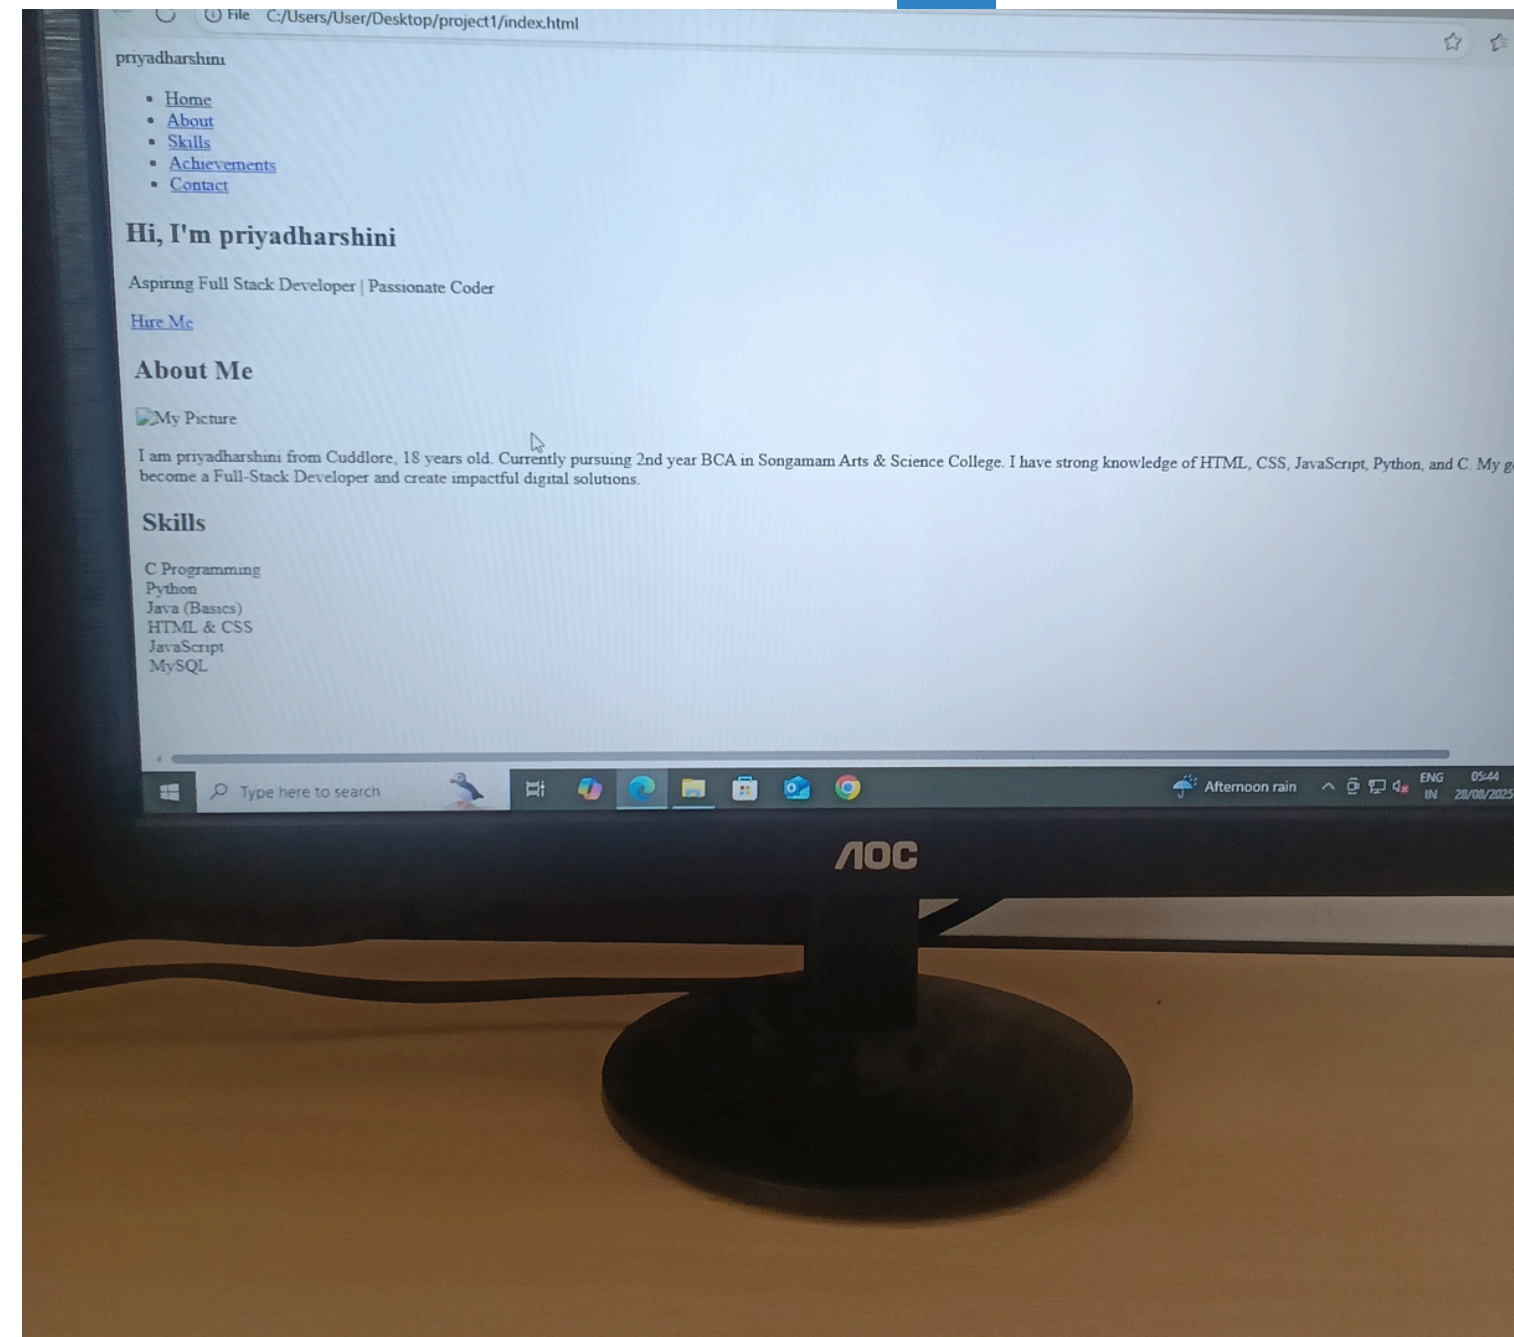 File C:/Users/User/Desktop/project1/index.html
priyadharshini
Home
About
Skills
Achievements
Contact
Hi, I'm priyadharshini
Aspiring Full Stack Developer | Passionate Coder
Hire Me
About Me
My Picture
I am priyadharshini from Cuddlore, 18 years old. Currently pursuing 2nd year BCA in Songamam Arts & Science College. I have strong knowledge of HTML, CSS, JavaScript, Python, and C. My
become a Full-Stack Developer and create impactful digital solutions.
Skills
C Programming
Python
Java (Basics)
HTML & CSS
JavaScript
MySQL
Type here to search
Afternoon rain
ENG
IN
05:44
28/08/2025
AOC